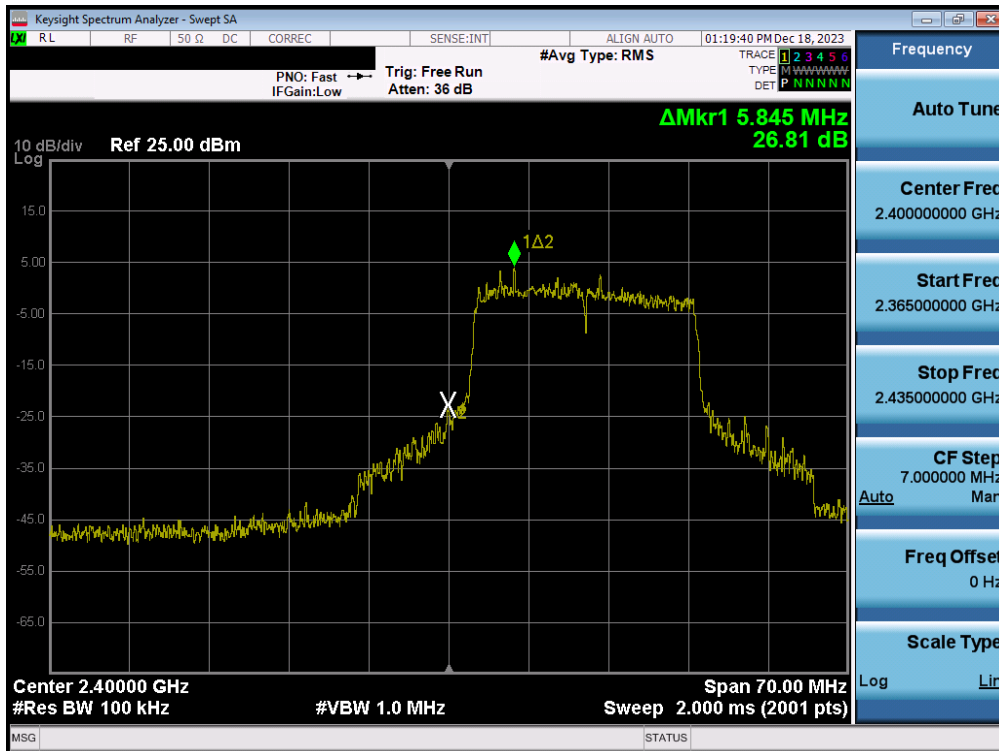 Keysight Spectrum Analyzer - Swept SA
LXI RL RF 50 Ω DC CORREC SENSE:INT ALIGN AUTO 01:19:40 PM Dec 18, 2023
#Avg Type: RMS
TRACE 1 2 3 4 5 6
PNO: Fast Trig: Free Run TYPE M WWWWW
IFGain:Low Atten: 36 dB DET P N N N N N
ΔMkr1 5.845 MHz
26.81 dB
10 dB/div Ref 25.00 dBm
Log
15.0
5.00
-5.00
-15.0
-25.0
-35.0
-45.0
-55.0
-65.0
1Δ2
X
2
Center 2.40000 GHz Span 70.00 MHz
#Res BW 100 kHz #VBW 1.0 MHz Sweep 2.000 ms (2001 pts)
MSG STATUS
Frequency
Auto Tune
Center Freq
2.400000000 GHz
Start Freq
2.365000000 GHz
Stop Freq
2.435000000 GHz
CF Step
7.000000 MHz
Auto Man
Freq Offset
0 Hz
Scale Type
Log Lin